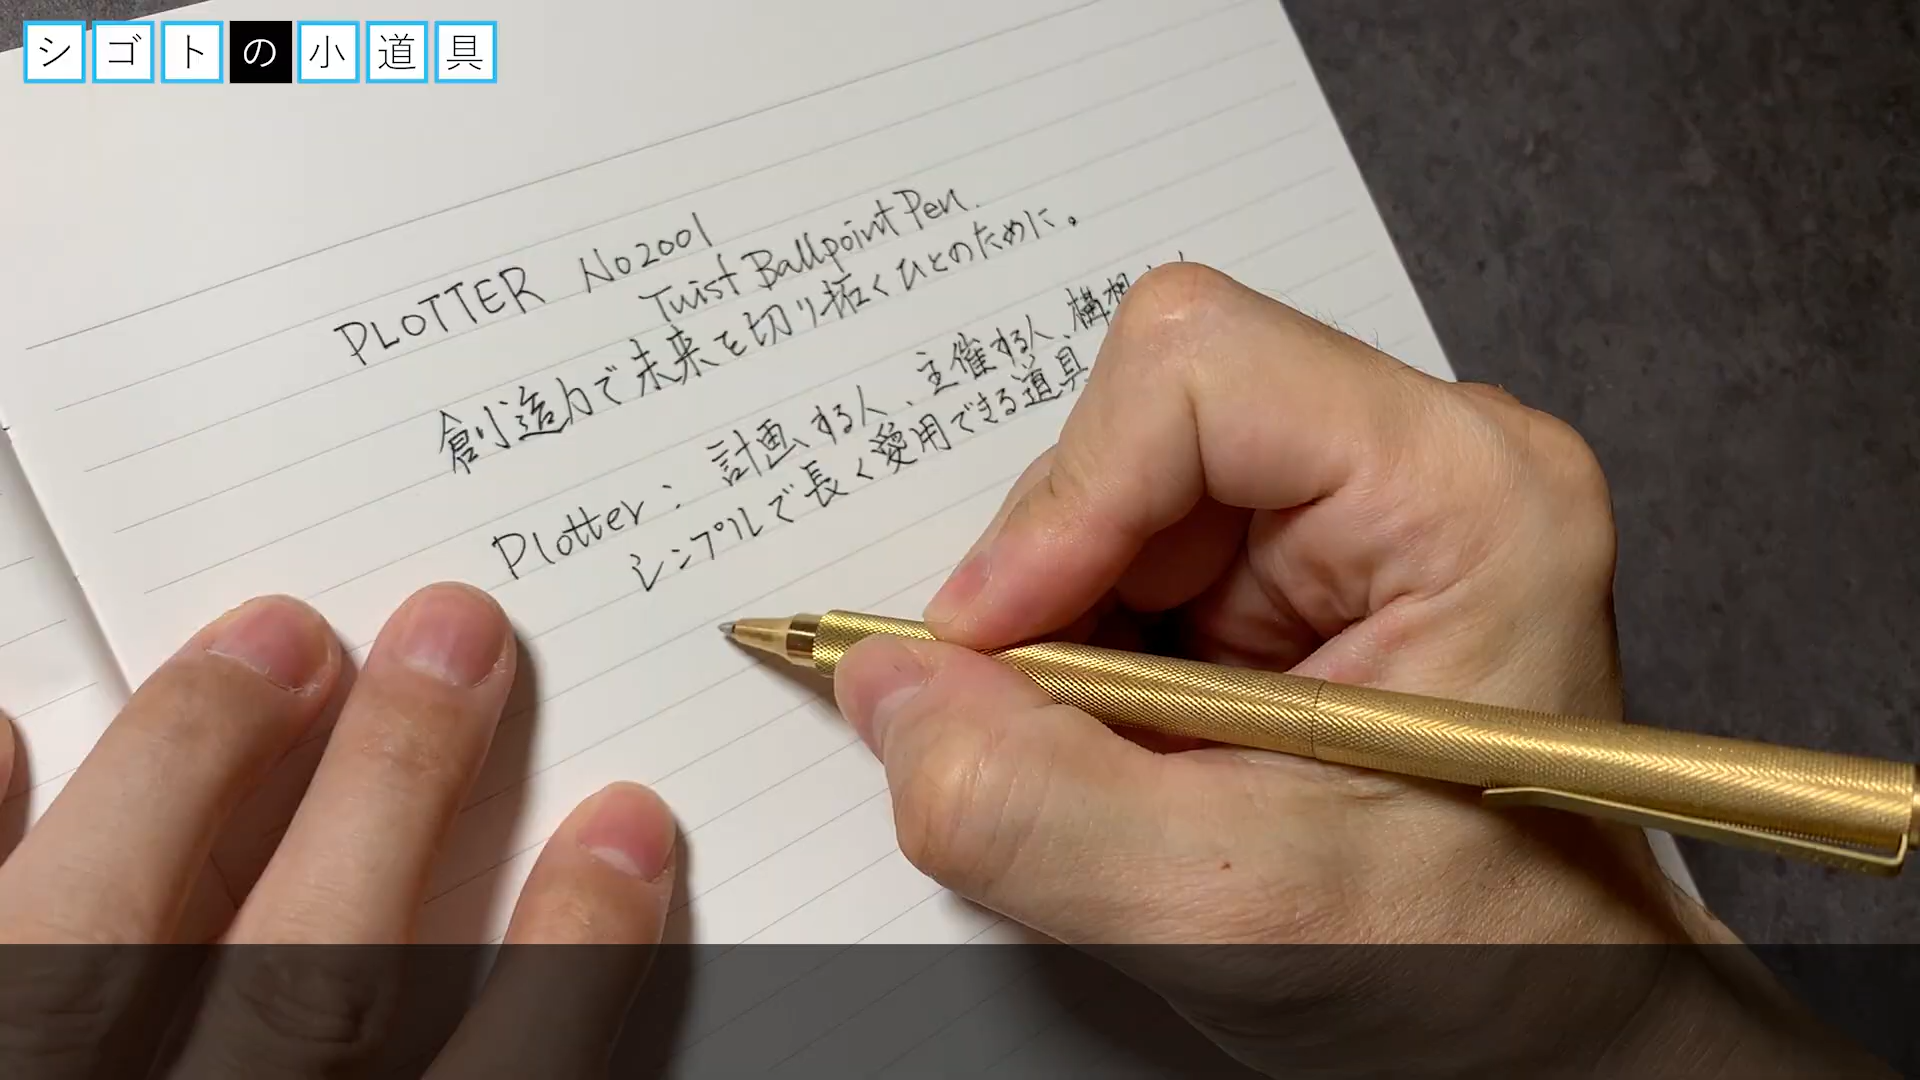 シゴトの小道具
PLOTTER No2001
Twist Ballpoint Pen.
創造力で未来を切り拓くひとのために。
Plotter: 計画する人、主催する人、構想
シンプルで長く愛用できる道具